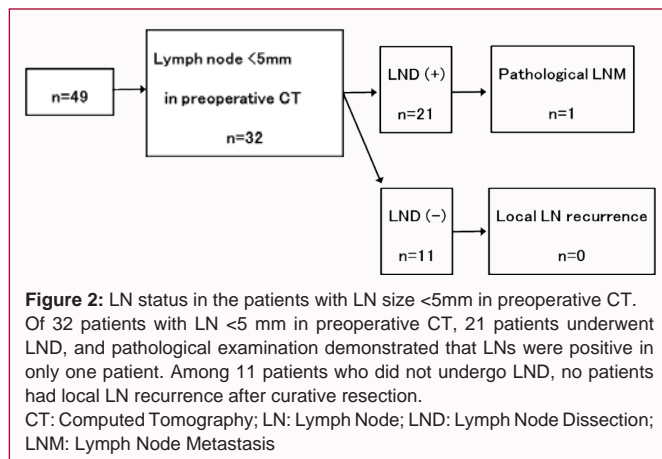 n=49
Lymph node <5mm
in preoperative CT
n=32
LND (+)
n=21
Pathological LNM
n=1
LND (−)
n=11
Local LN recurrence
n=0
Figure 2: LN status in the patients with LN size <5mm in preoperative CT.
Of 32 patients with LN <5 mm in preoperative CT, 21 patients underwent
LND, and pathological examination demonstrated that LNs were positive in
only one patient. Among 11 patients who did not undergo LND, no patients
had local LN recurrence after curative resection.
CT: Computed Tomography; LN: Lymph Node; LND: Lymph Node Dissection;
LNM: Lymph Node Metastasis